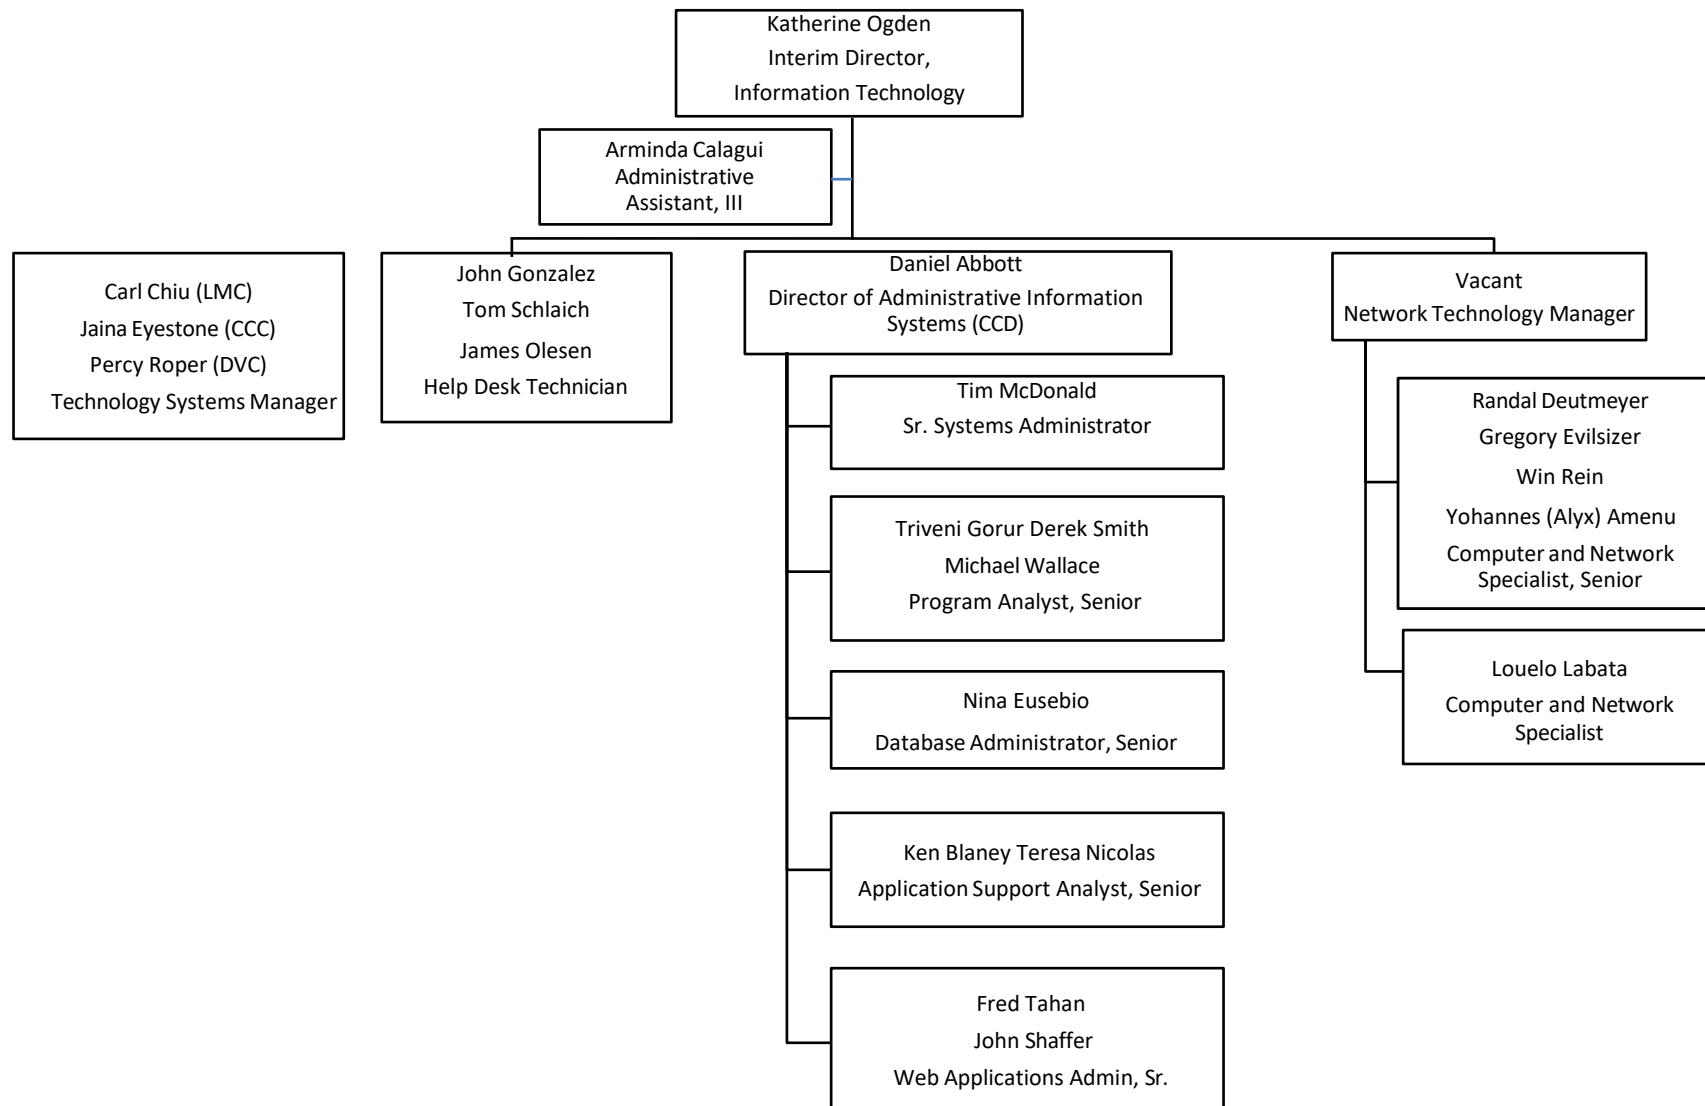 Katherine Ogden
Interim Director,
Information Technology
Arminda Calagui
Administrative
Assistant, III
Carl Chiu (LMC)
Jaina Eyestone (CCC)
Percy Roper (DVC)
Technology Systems Manager
John Gonzalez
Tom Schlaich
James Olesen
Help Desk Technician
Daniel Abbott
Director of Administrative Information
Systems (CCD)
Tim McDonald
Sr. Systems Administrator
Triveni Gorur Derek Smith
Michael Wallace
Program Analyst, Senior
Nina Eusebio
Database Administrator, Senior
Ken Blaney Teresa Nicolas
Application Support Analyst, Senior
Fred Tahan
John Shaffer
Web Applications Admin, Sr.
Vacant
Network Technology Manager
Randal Deutmeyer
Gregory Evilsizer
Win Rein
Yohannes (Alyx) Amenu
Computer and Network
Specialist, Senior
Louelo Labata
Computer and Network
Specialist